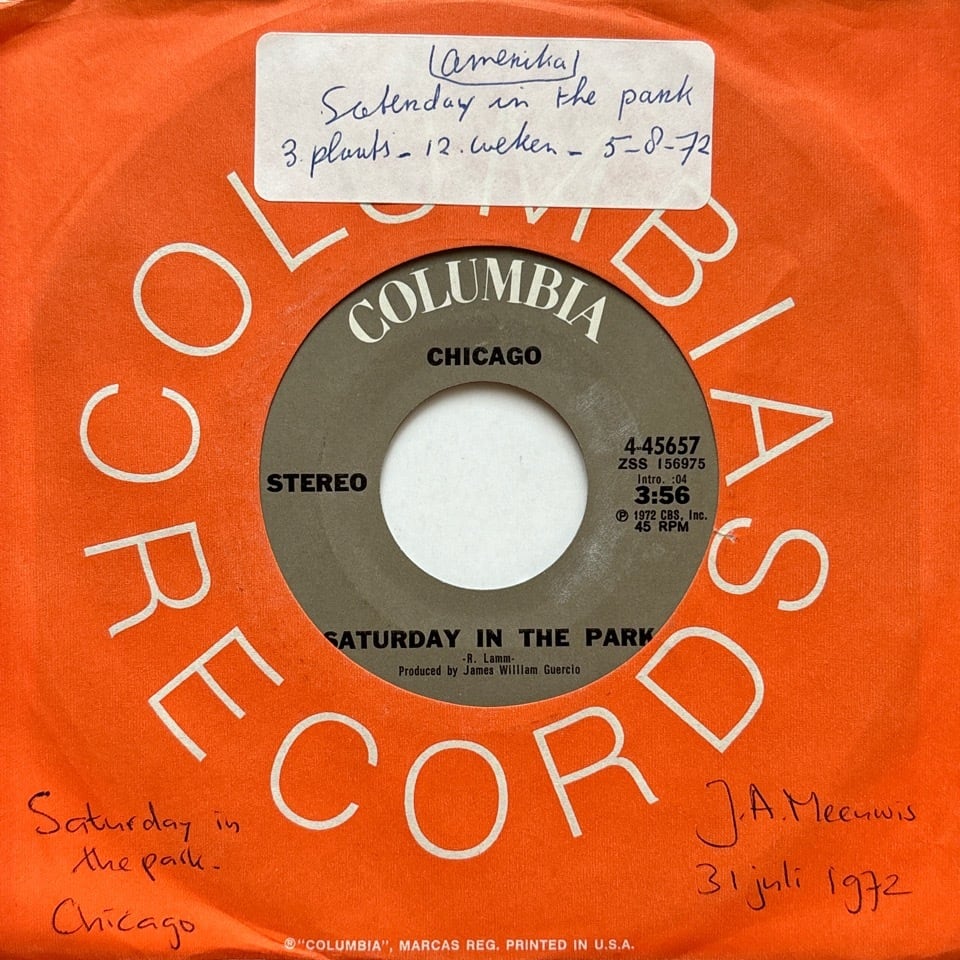 (amerika)
Saterday in the park
3. plaats - 12. weken - 5-8-72
COLUMBIA RECORDS
COLUMBIA
CHICAGO
STEREO
4-45657
ZSS 156975
Intro. :04
3:56
℗ 1972 CBS, Inc.
45 RPM
SATURDAY IN THE PARK
-R. Lamm-
Produced by James William Guercio
Saturday in
the park.
Chicago
J.A. Meeuwis
31 juli 1972
®"COLUMBIA", MARCAS REG. PRINTED IN U.S.A.